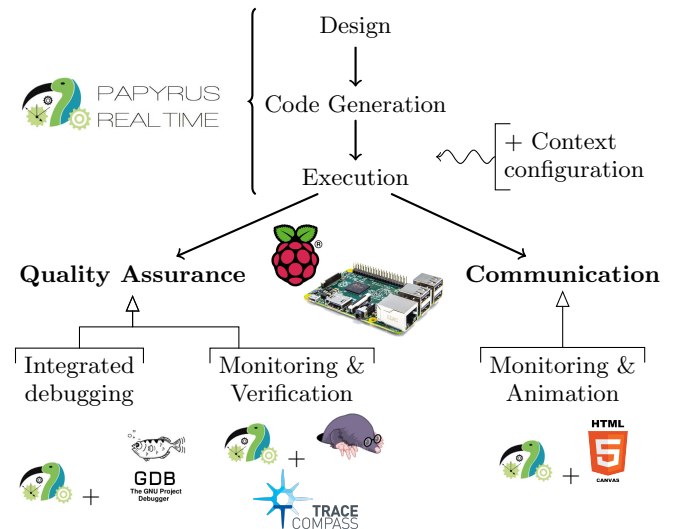 Design
PAPYRUS
REALTIME
Code Generation
+ Context
configuration
Execution
®
Quality Assurance
Communication
Integrated
debugging
Monitoring &
Verification
Monitoring &
Animation
HTML
5
CANVAS
+
+
+
GDB
The GNU Project
Debugger
TRACE
COMPASS